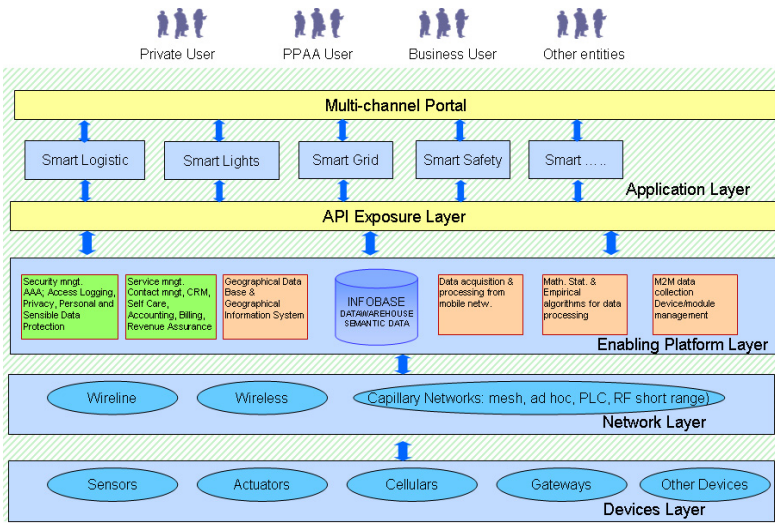 Private User
PPAA User
Business User
Other entities
Multi-channel Portal
Smart Logistic
Smart Lights
Smart Grid
Smart Safety
Smart .....
Application Layer
API Exposure Layer
Security mngt.
AAA; Access Logging,
Privacy, Personal and
Sensible Data
Protection
Service mngt.
Contact mngt, CRM,
Self Care,
Accounting, Billing,
Revenue Assurance
Geographical Data
Base &
Geographical
Information System
INFOBASE
DATAWAREHOUSE
SEMANTIC DATA
Data acquisition &
processing from
mobile netw.
Math. Stat. &
Empirical
algorithms for data
processing
M2M data
collection
Device/module
management
Enabling Platform Layer
Wireline
Wireless
Capillary Networks: mesh, ad hoc, PLC, RF short range)
Network Layer
Sensors
Actuators
Cellulars
Gateways
Other Devices
Devices Layer